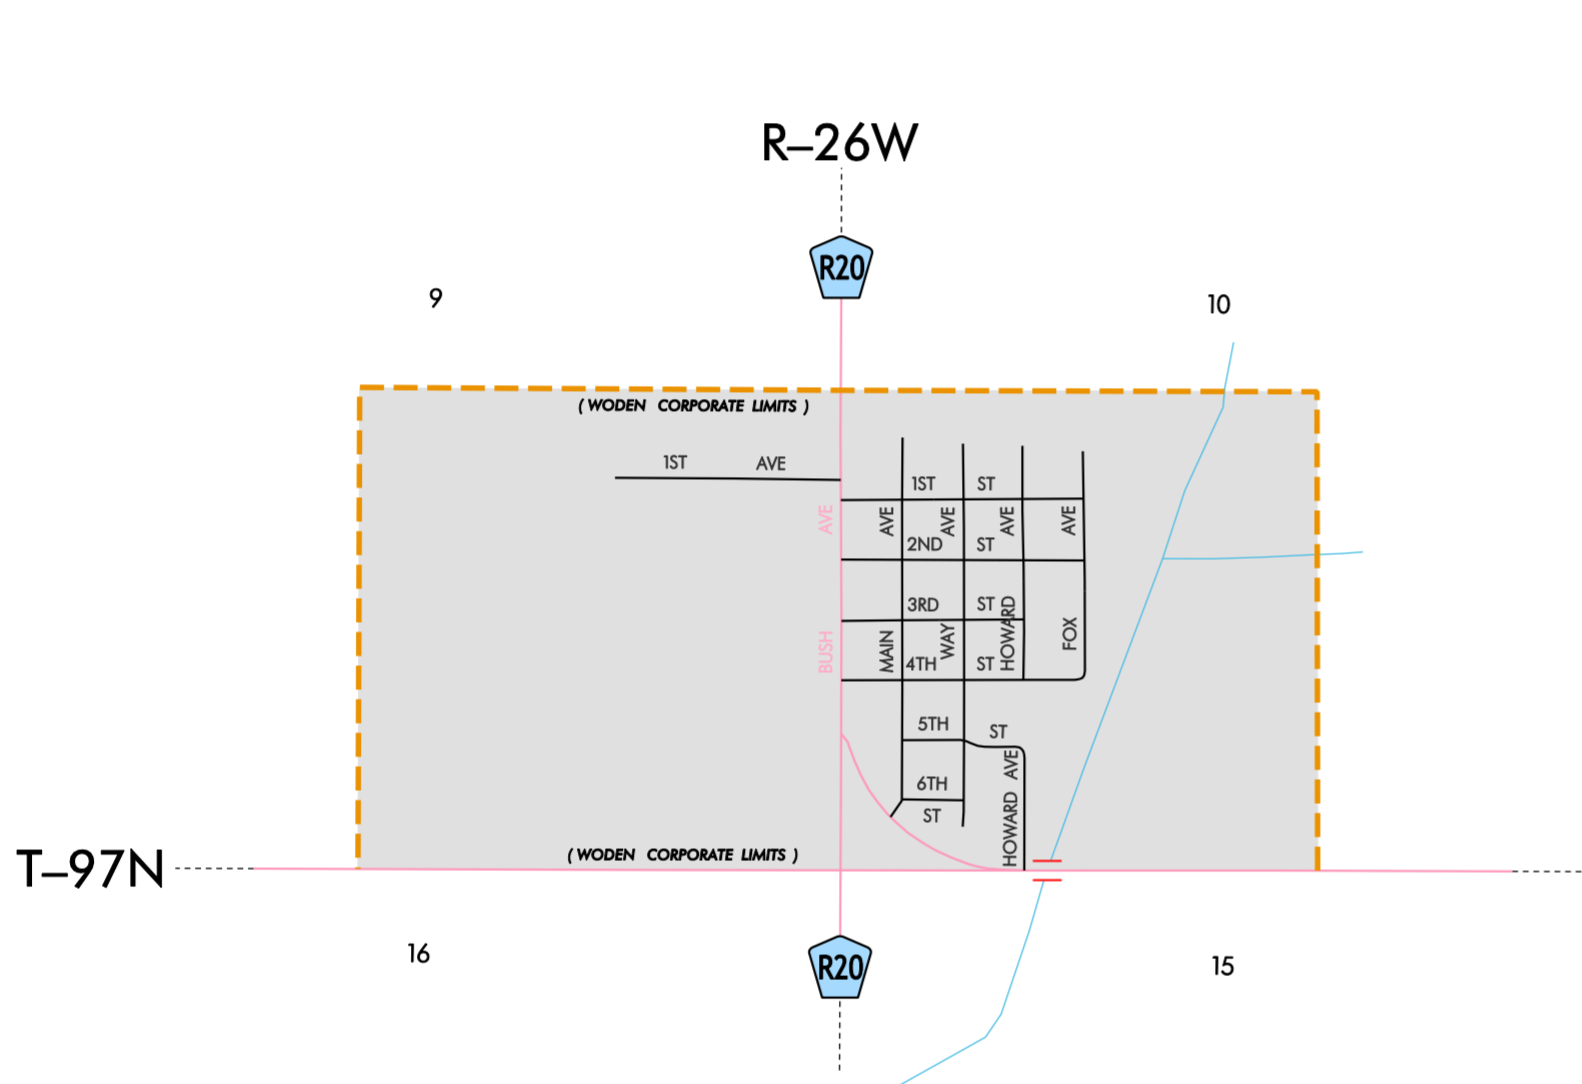 R–26W
R20
9
10
( WODEN CORPORATE LIMITS )
1ST AVE
1ST ST
AVE
AVE
AVE
AVE
AVE
2ND ST
3RD ST
BUSH
MAIN
WAY
HOWARD
FOX
4TH ST
5TH ST
HOWARD AVE
6TH
ST
( WODEN CORPORATE LIMITS )
T–97N
16
R20
15